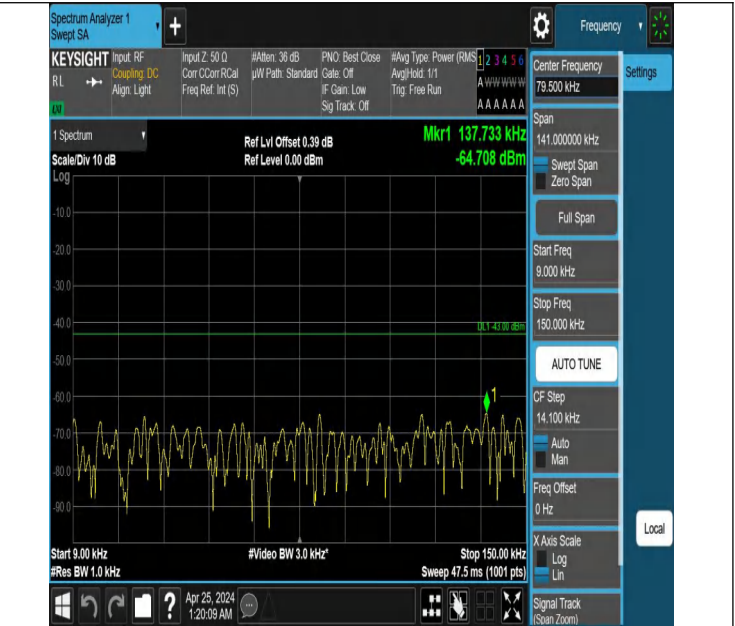 Spectrum Analyzer 1
Swept SA
+
Frequency
KEYSIGHT
RL
Input: RF
Coupling: DC
Align: Light
Input Z: 50 Ω
Corr CCorr RCal
Freq Ref: Int (S)
#Atten: 36 dB
µW Path: Standard
PNO: Best Close
Gate: Off
IF Gain: Low
Sig Track: Off
#Avg Type: Power (RMS
Avg|Hold: 1/1
Trig: Free Run
1 2 3 4 5 6
A W W W W W
A A A A A A
1 Spectrum
Scale/Div 10 dB
Log
Ref Lvl Offset 0.39 dB
Ref Level 0.00 dBm
Mkr1 137.733 kHz
-64.708 dBm
-10.0
-20.0
-30.0
-40.0
-50.0
-60.0
-70.0
-80.0
-90.0
DL1 -43.00 dBm
1
Start 9.00 kHz
#Res BW 1.0 kHz
#Video BW 3.0 kHz*
Stop 150.00 kHz
Sweep 47.5 ms (1001 pts)
Center Frequency
79.500 kHz
Settings
Span
141.000000 kHz
Swept Span
Zero Span
Full Span
Start Freq
9.000 kHz
Stop Freq
150.000 kHz
AUTO TUNE
CF Step
14.100 kHz
Auto
Man
Freq Offset
0 Hz
X Axis Scale
Log
Lin
Local
Signal Track
(Span Zoom)
?
Apr 25, 2024
1:20:09 AM